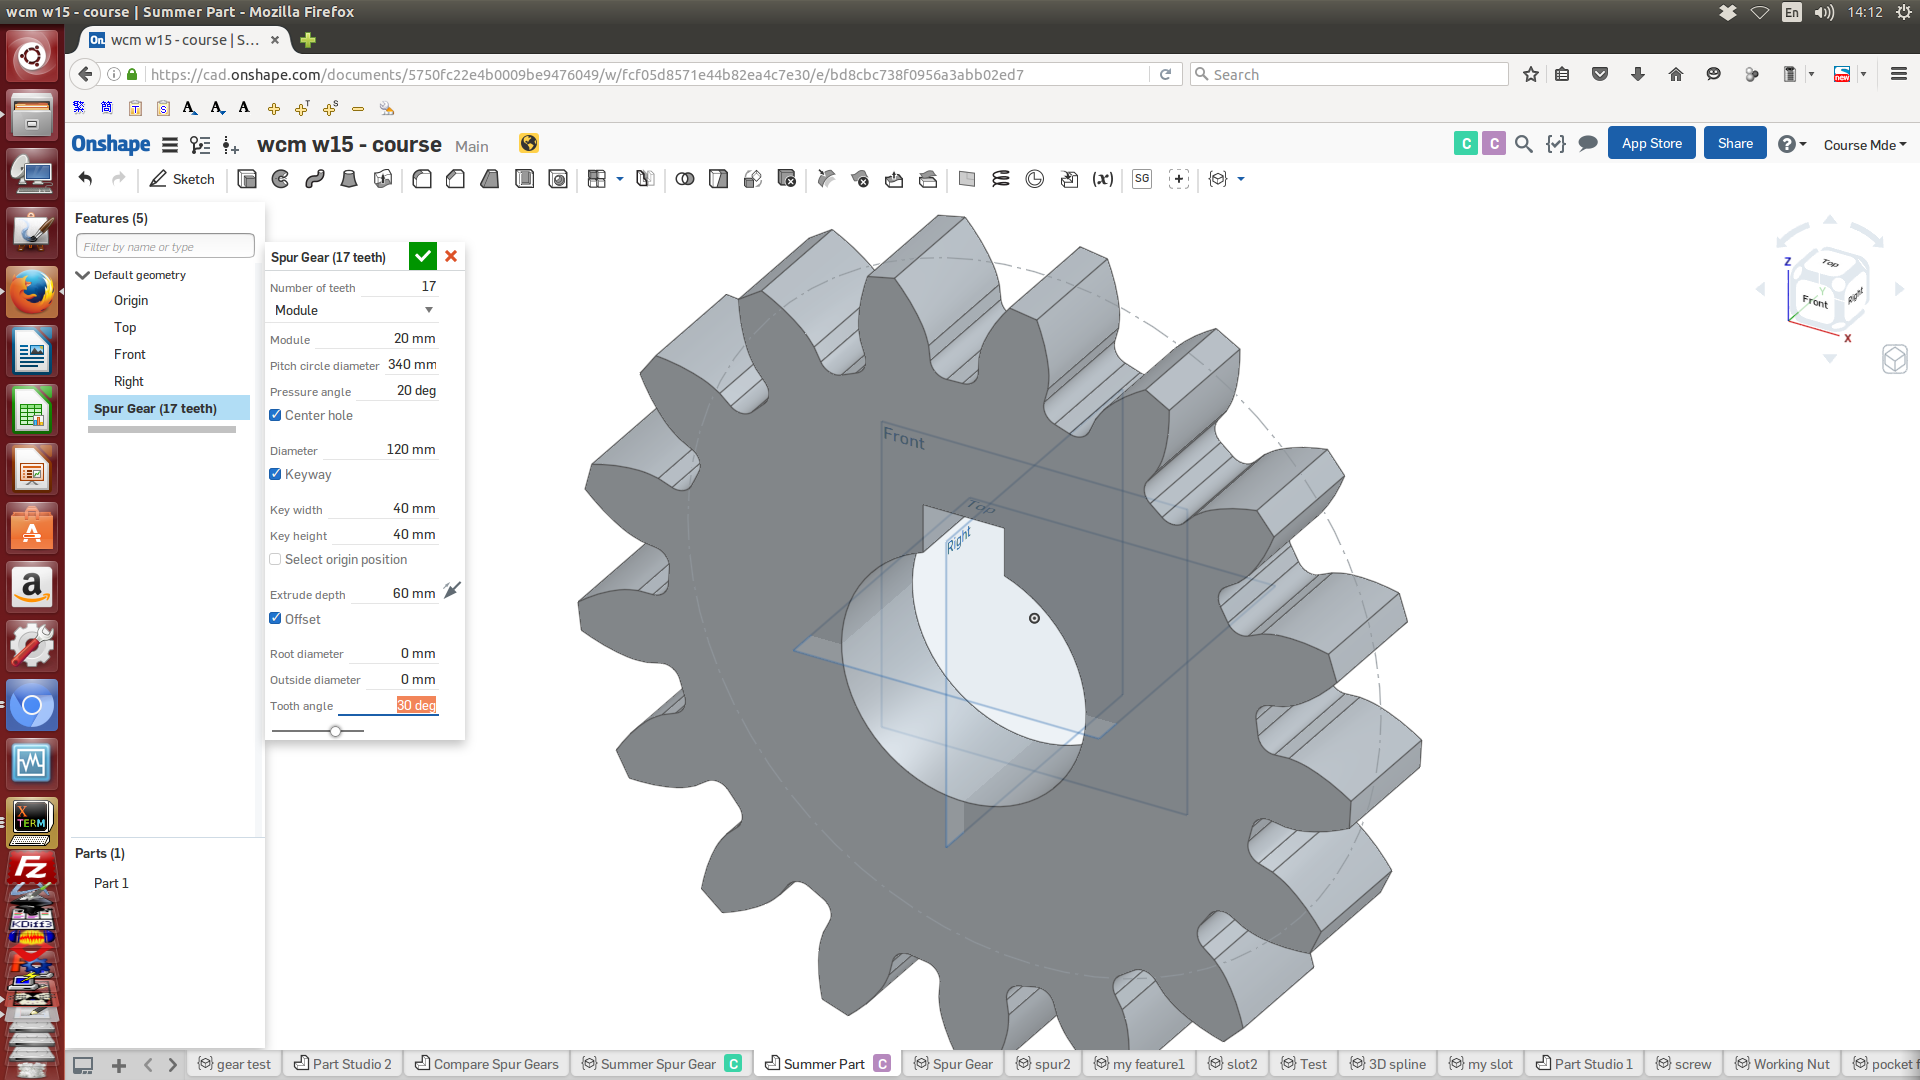 wcm w15 - course | Summer Part - Mozilla Firefox
En
14:12
On
wcm w15 - course | S...
https://cad.onshape.com/documents/5750fc22e4b0009be9476049/w/fcf05d8571e44b82ea4c7e30/e/bd8cbc738f0956a3abb02ed7
Search
Onshape
wcm w15 - course
Main
C
C
App Store
Share
Course Mde
Sketch
(x)
SG
Features (5)
Filter by name or type
Default geometry
Origin
Top
Front
Right
Spur Gear (17 teeth)
Spur Gear (17 teeth)
Number of teeth 17
Module
Module 20 mm
Pitch circle diameter 340 mm
Pressure angle 20 deg
Center hole
Diameter 120 mm
Keyway
Key width 40 mm
Key height 40 mm
Select origin position
Extrude depth 60 mm
Offset
Root diameter 0 mm
Outside diameter 0 mm
Tooth angle 30 deg
Front
Top
Right
Z
Top
Front
Right
Y
X
Parts (1)
Part 1
X
TERM
FZ
KDiff3
gear test
Part Studio 2
Compare Spur Gears
Summer Spur Gear C
Summer Part C
Spur Gear
spur2
my feature1
slot2
Test
3D spline
my slot
Part Studio 1
screw
Working Nut
pocket f